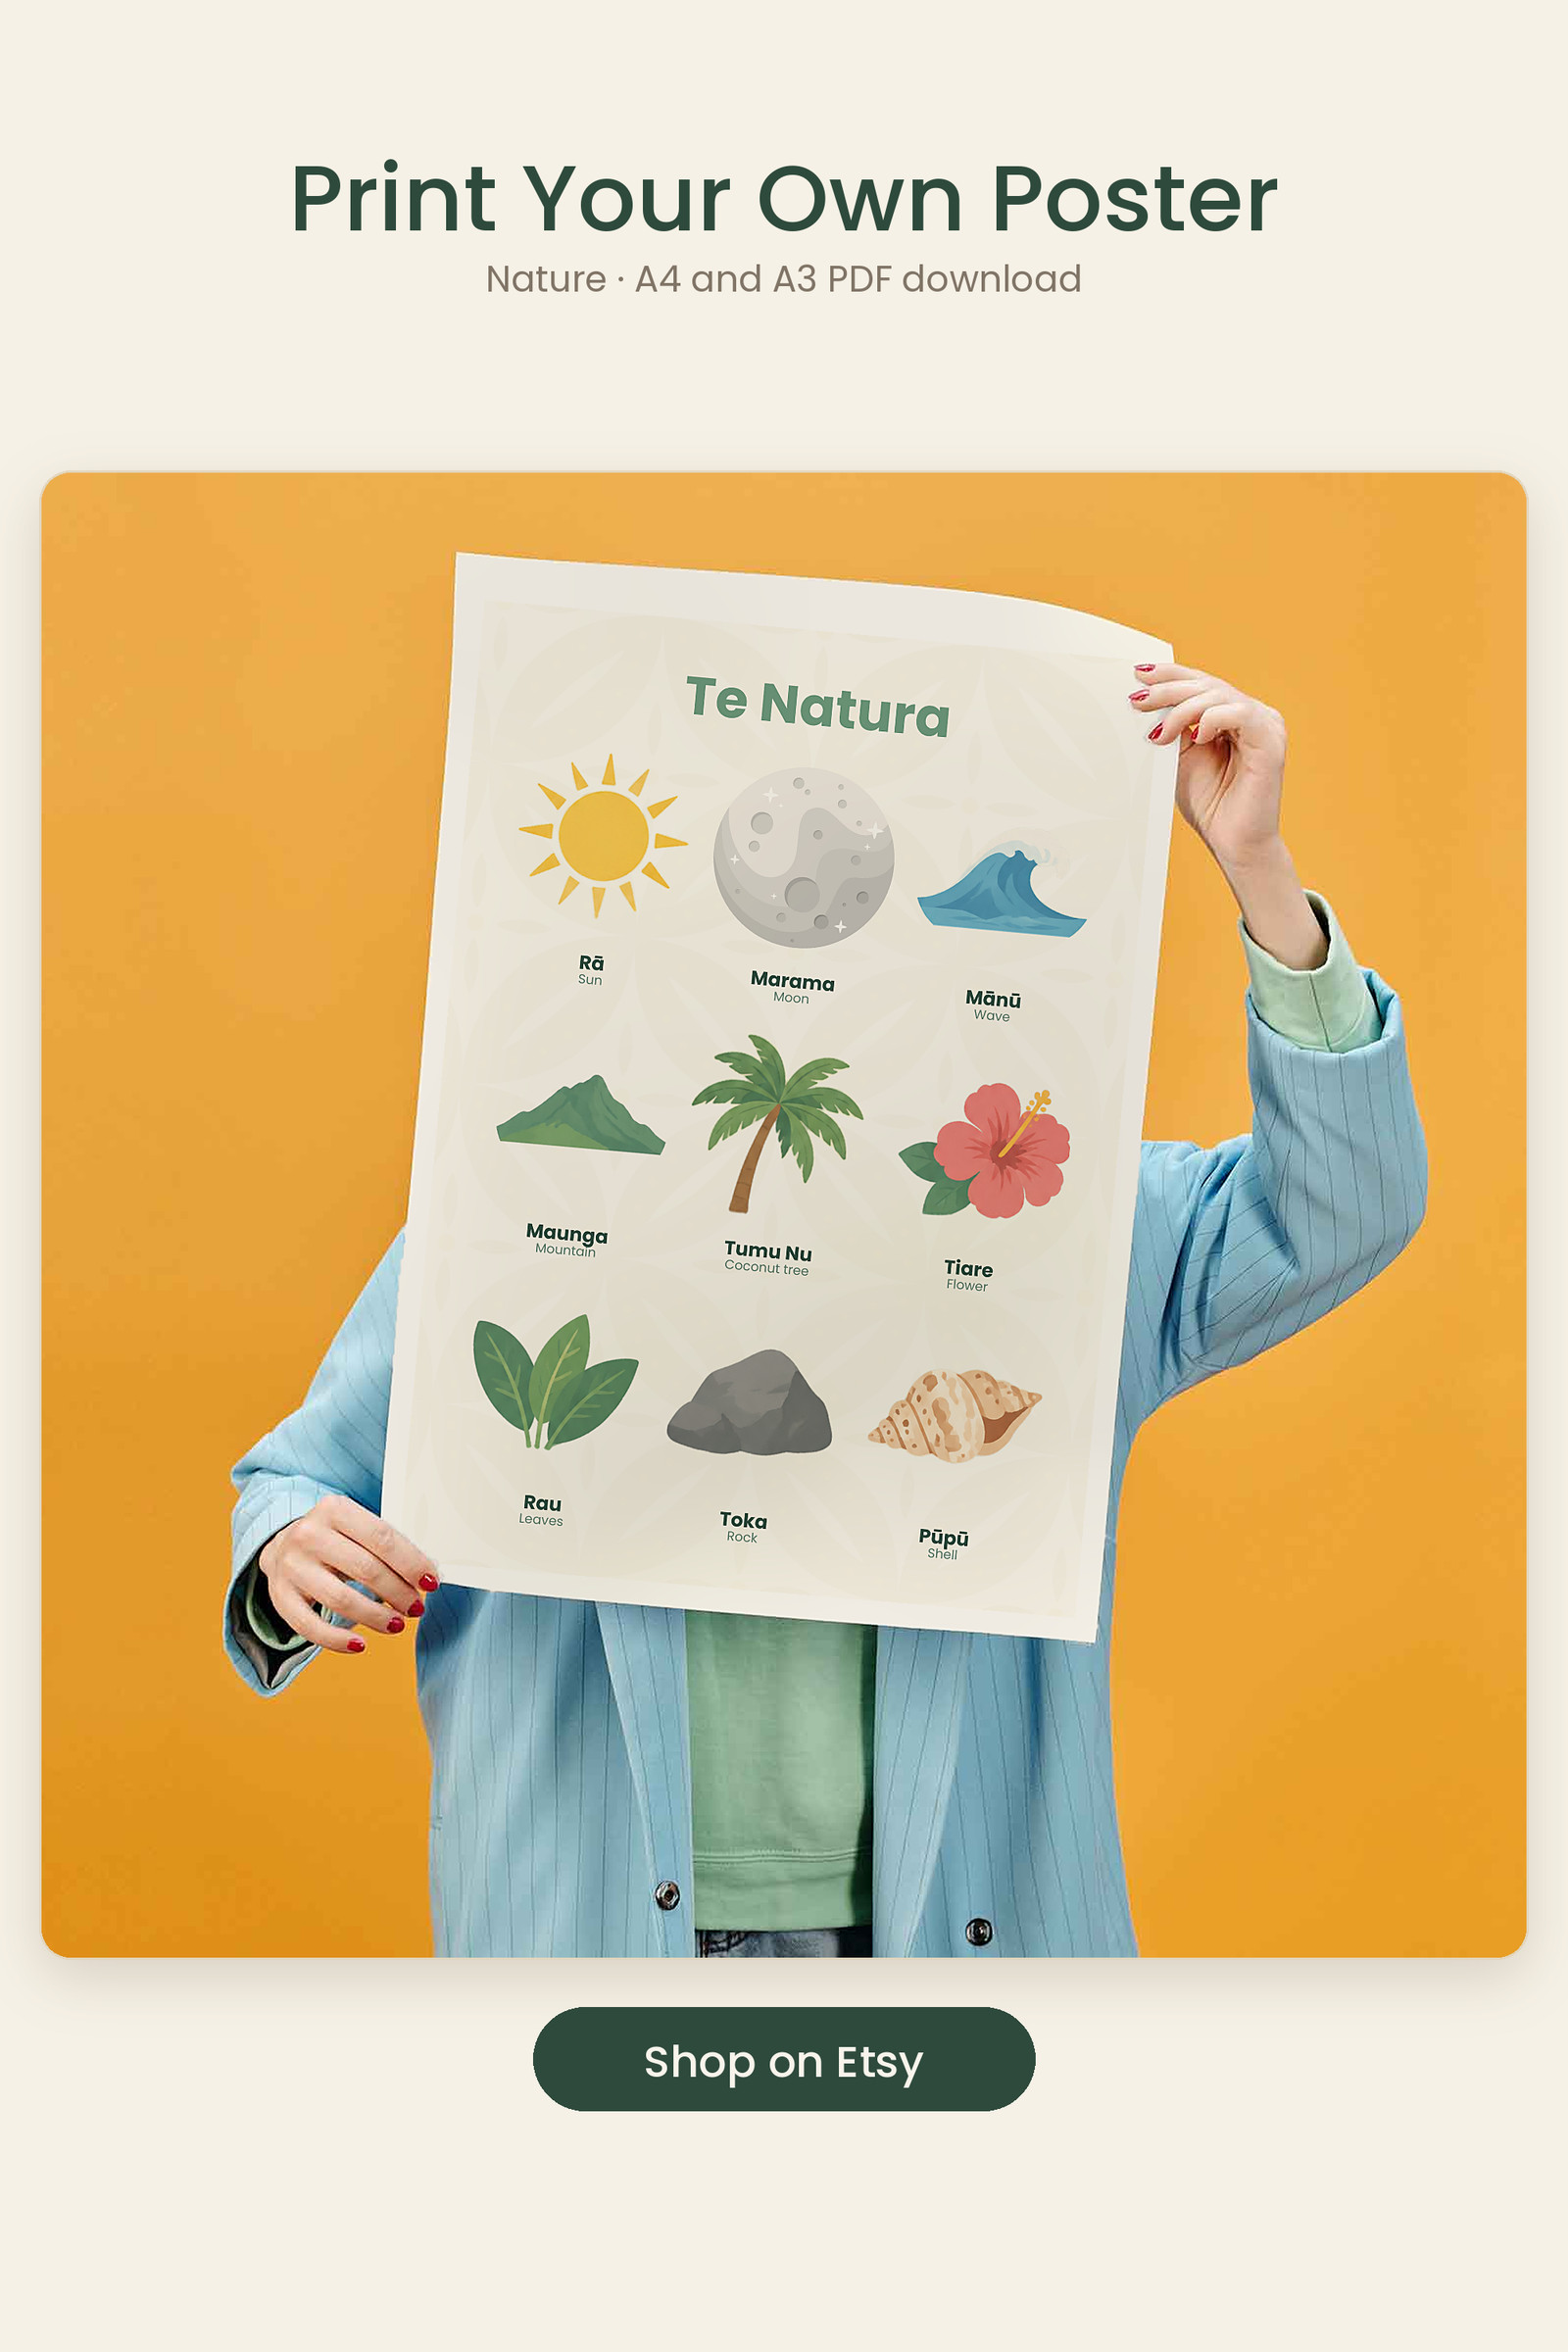 Print Your Own Poster
Nature · A4 and A3 PDF download
Te Natura
Rā
Sun
Marama
Moon
Mānū
Wave
Maunga
Mountain
Tumu Nu
Coconut tree
Tiare
Flower
Rau
Leaves
Toka
Rock
Pūpū
Shell
Shop on Etsy